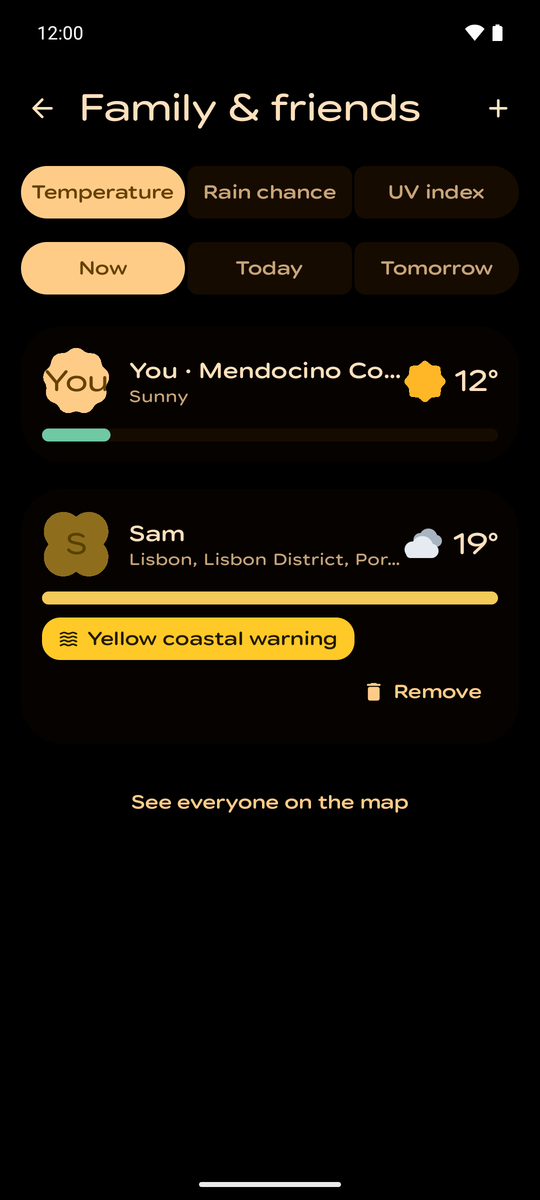 12:00
Family & friends
Temperature
Rain chance
UV index
Now
Today
Tomorrow
You
You · Mendocino Co...
Sunny
12°
S
Sam
Lisbon, Lisbon District, Por...
19°
Yellow coastal warning
Remove
See everyone on the map